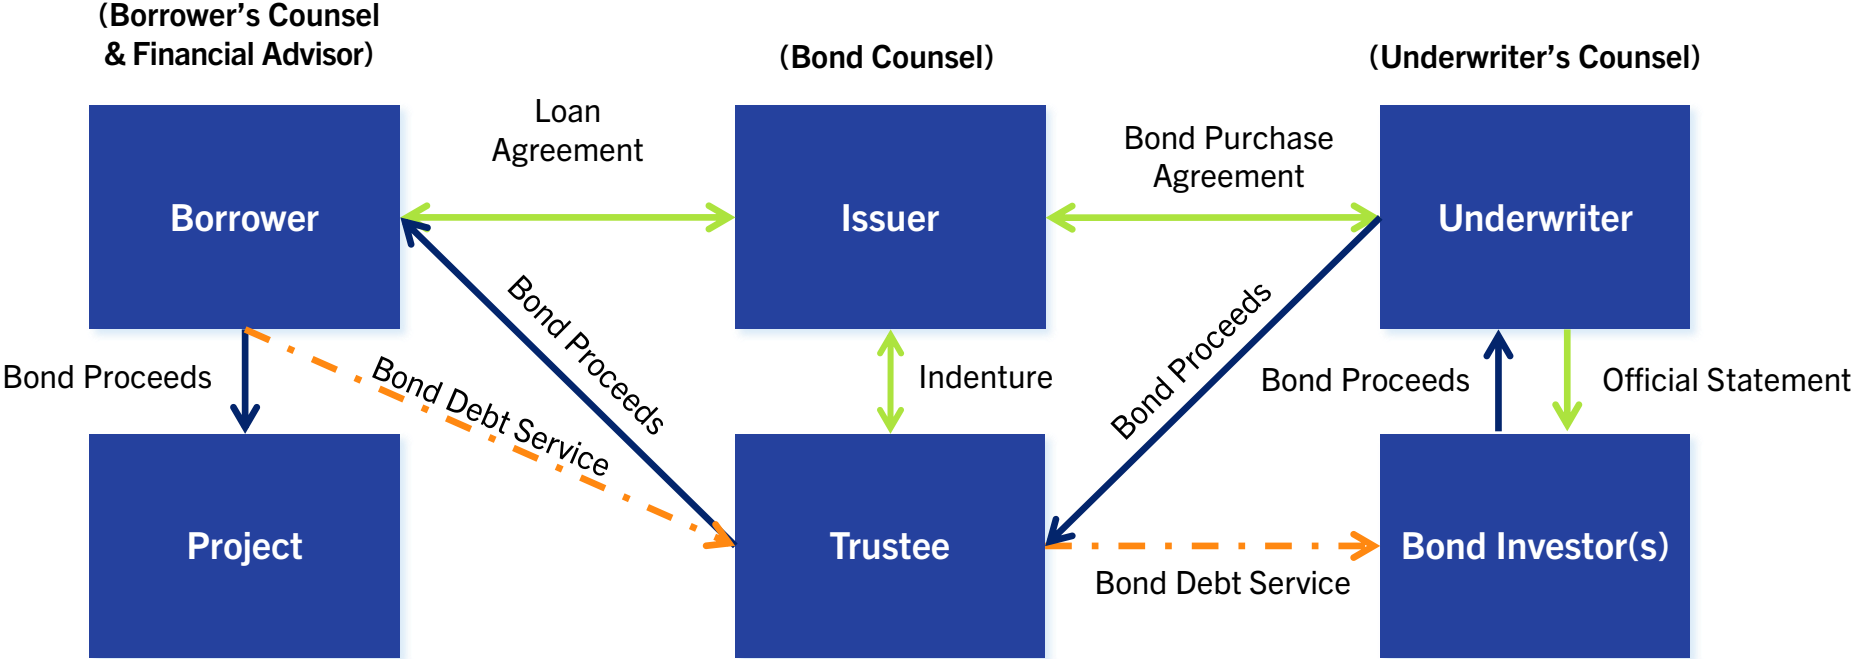 (Borrower’s Counsel
& Financial Advisor)
(Bond Counsel)
(Underwriter’s Counsel)
Loan
Agreement
Bond Purchase
Agreement
Borrower
Issuer
Underwriter
Bond Proceeds
Bond Debt Service
Bond Proceeds
Indenture
Bond Proceeds
Bond Proceeds
Official Statement
Project
Trustee
Bond Investor(s)
Bond Debt Service